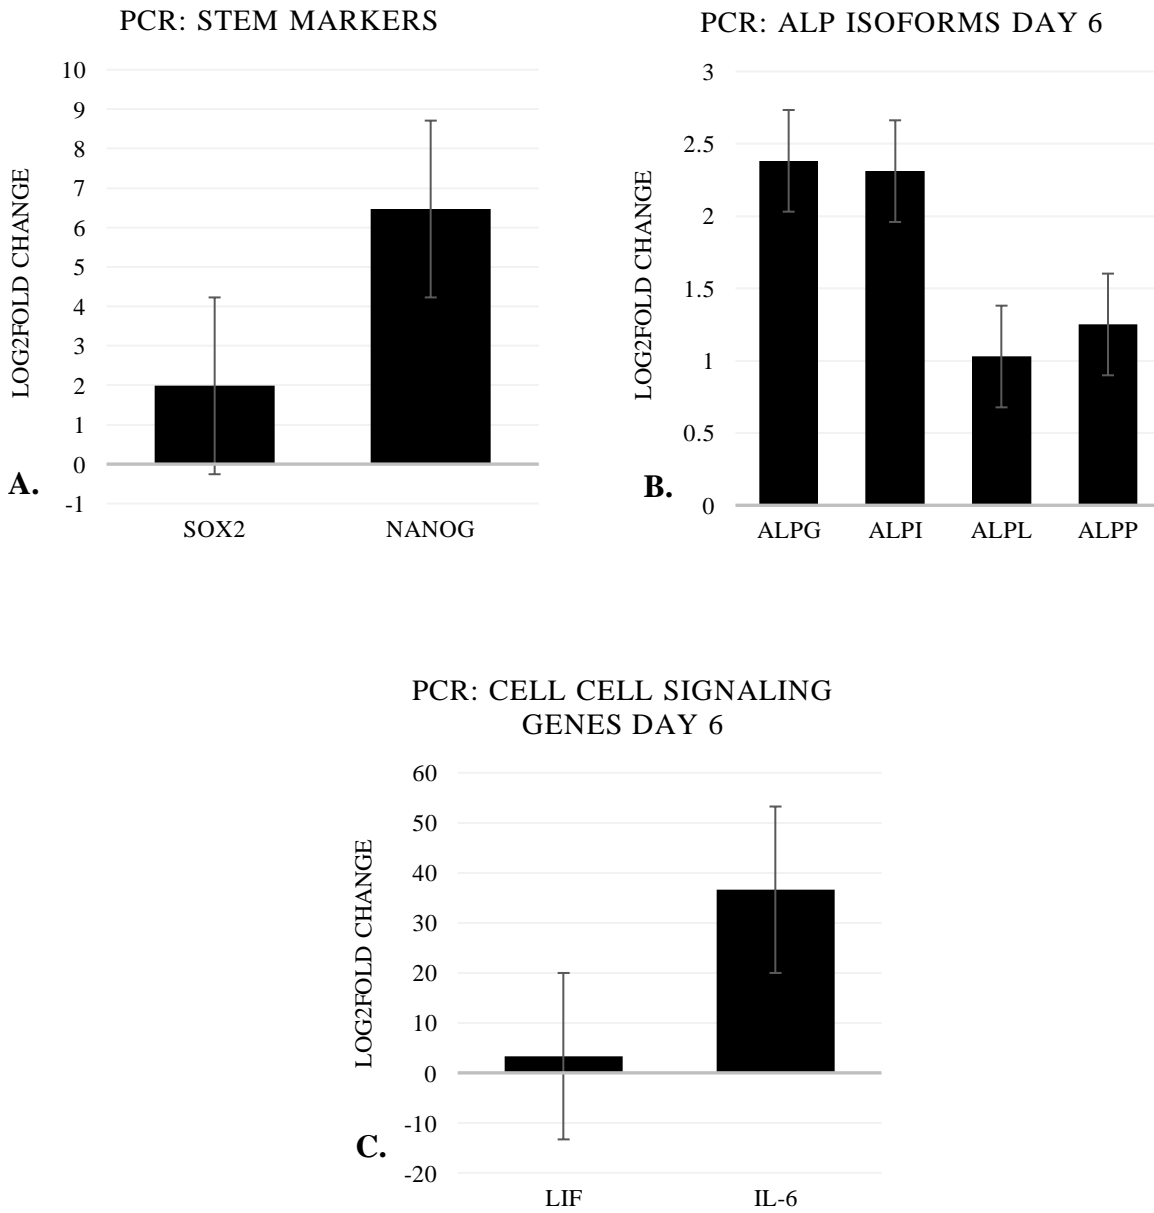 PCR: STEM MARKERS
LOG2FOLD CHANGE
10
9
8
7
6
5
4
3
2
1
0
-1
SOX2 NANOG
A.
PCR: ALP ISOFORMS DAY 6
LOG2FOLD CHANGE
3
2.5
2
1.5
1
0.5
0
ALPG ALPI ALPL ALPP
B.
PCR: CELL CELL SIGNALING
GENES DAY 6
LOG2FOLD CHANGE
60
50
40
30
20
10
0
-10
-20
LIF IL-6
C.